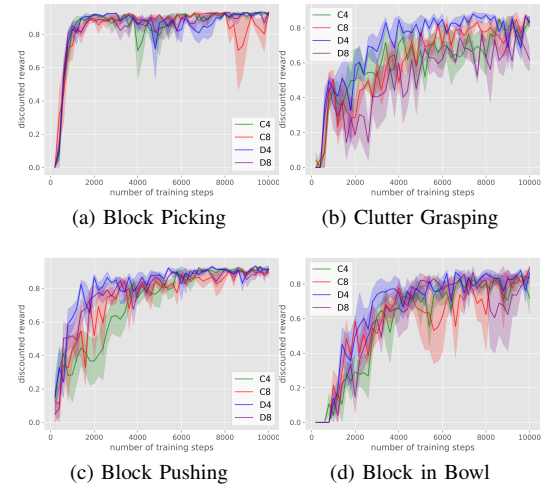 discounted reward
0.8
0.6
0.4
0.2
0.0
C4
C8
D4
D8
0 2000 4000 6000 8000 10000
number of training steps
(a) Block Picking
discounted reward
0.8
0.6
0.4
0.2
0.0
C4
C8
D4
D8
0 2000 4000 6000 8000 10000
number of training steps
(b) Clutter Grasping
discounted reward
0.8
0.6
0.4
0.2
0.0
C4
C8
D4
D8
0 2000 4000 6000 8000 10000
number of training steps
(c) Block Pushing
discounted reward
0.8
0.6
0.4
0.2
0.0
C4
C8
D4
D8
0 2000 4000 6000 8000 10000
number of training steps
(d) Block in Bowl